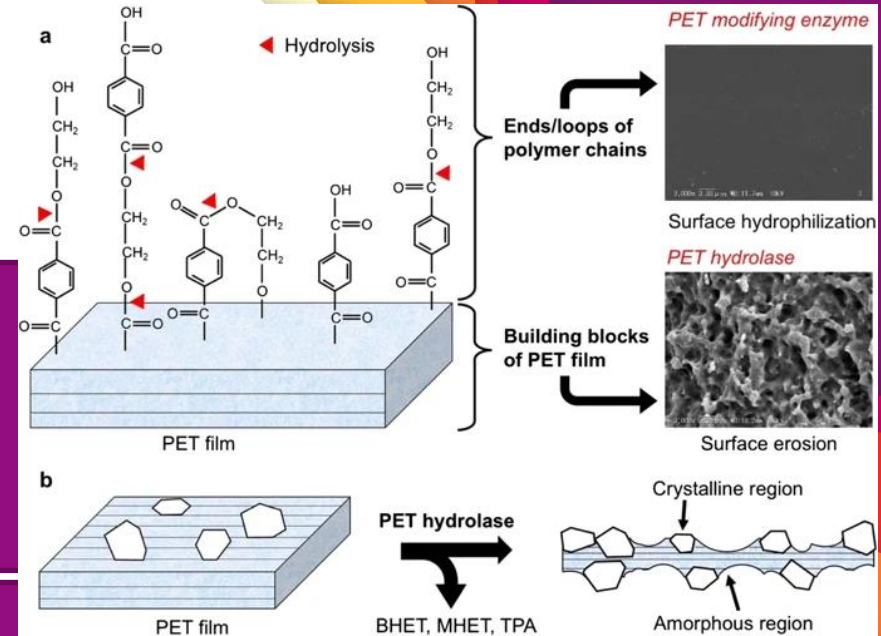 a
Hydrolysis
OH
C=O
C=O
O
CH₂
CH₂
O
C=O
OH
CH₂
CH₂
O
O=C
O=C
O=C
O
CH₂
CH₂
O
C=O
OH
C=O
C=O
OH
CH₂
CH₂
O
O=C
C=O
PET film
Ends/loops of
polymer chains
PET modifying enzyme
Surface hydrophilization
Building blocks
of PET film
PET hydrolase
Surface erosion
b
PET film
PET hydrolase
BHET, MHET, TPA
Crystalline region
Amorphous region